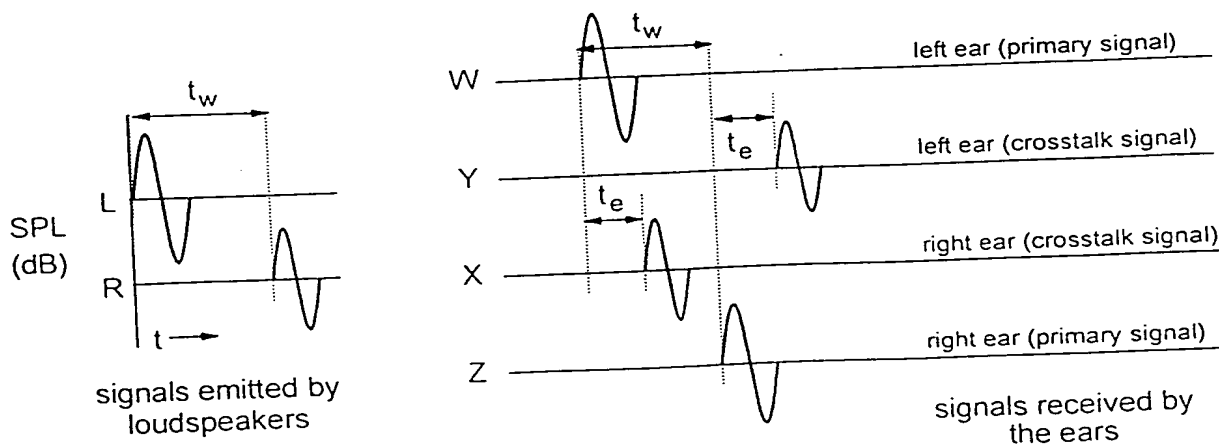 t_w
L
SPL
(dB)
R
t
signals emitted by
loudspeakers
t_w
W
left ear (primary signal)
t_e
Y
left ear (crosstalk signal)
t_e
X
right ear (crosstalk signal)
Z
right ear (primary signal)
signals received by
the ears